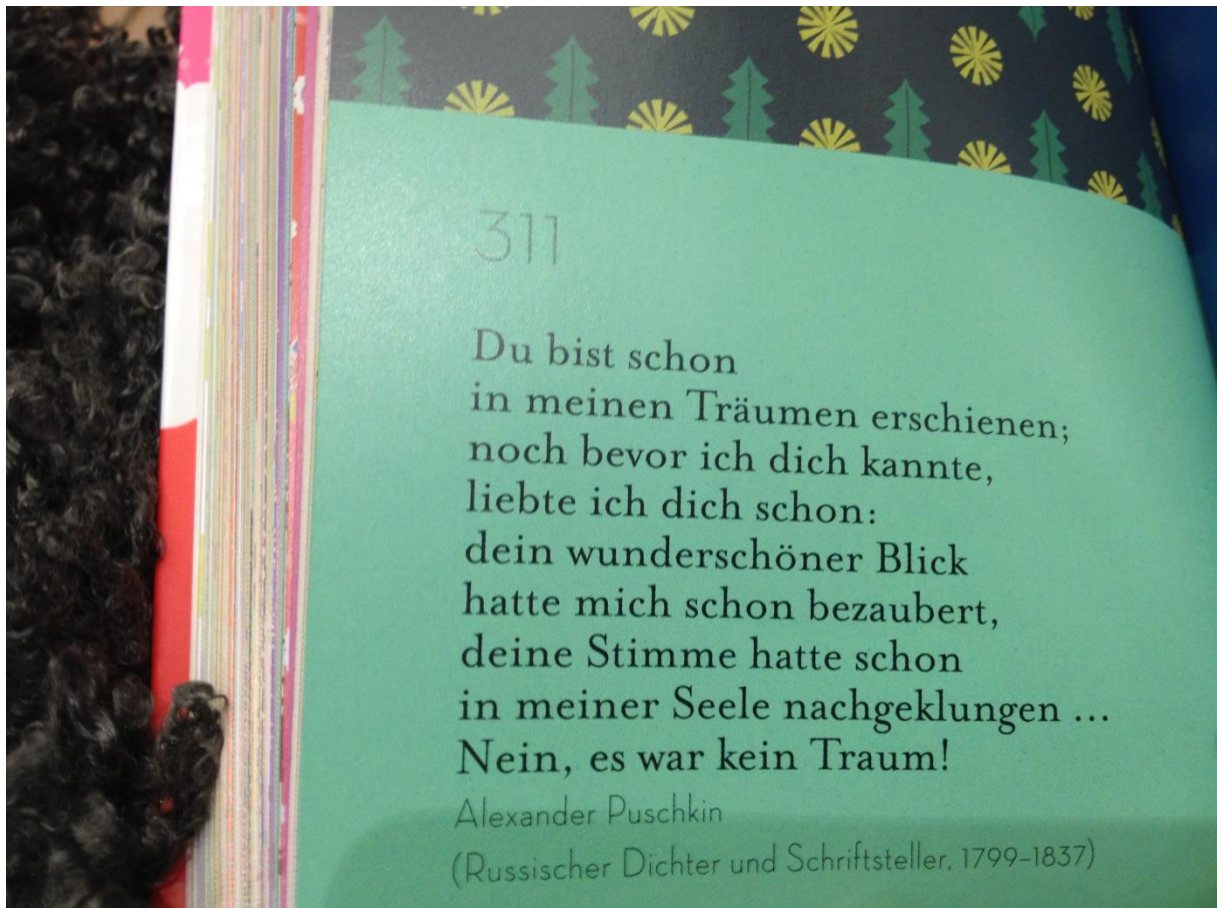 311
Du bist schon
in meinen Träumen erschienen;
noch bevor ich dich kannte,
liebte ich dich schon:
dein wunderschöner Blick
hatte mich schon bezaubert,
deine Stimme hatte schon
in meiner Seele nachgeklungen ...
Nein, es war kein Traum!
Alexander Puschkin
(Russischer Dichter und Schriftsteller, 1799–1837)